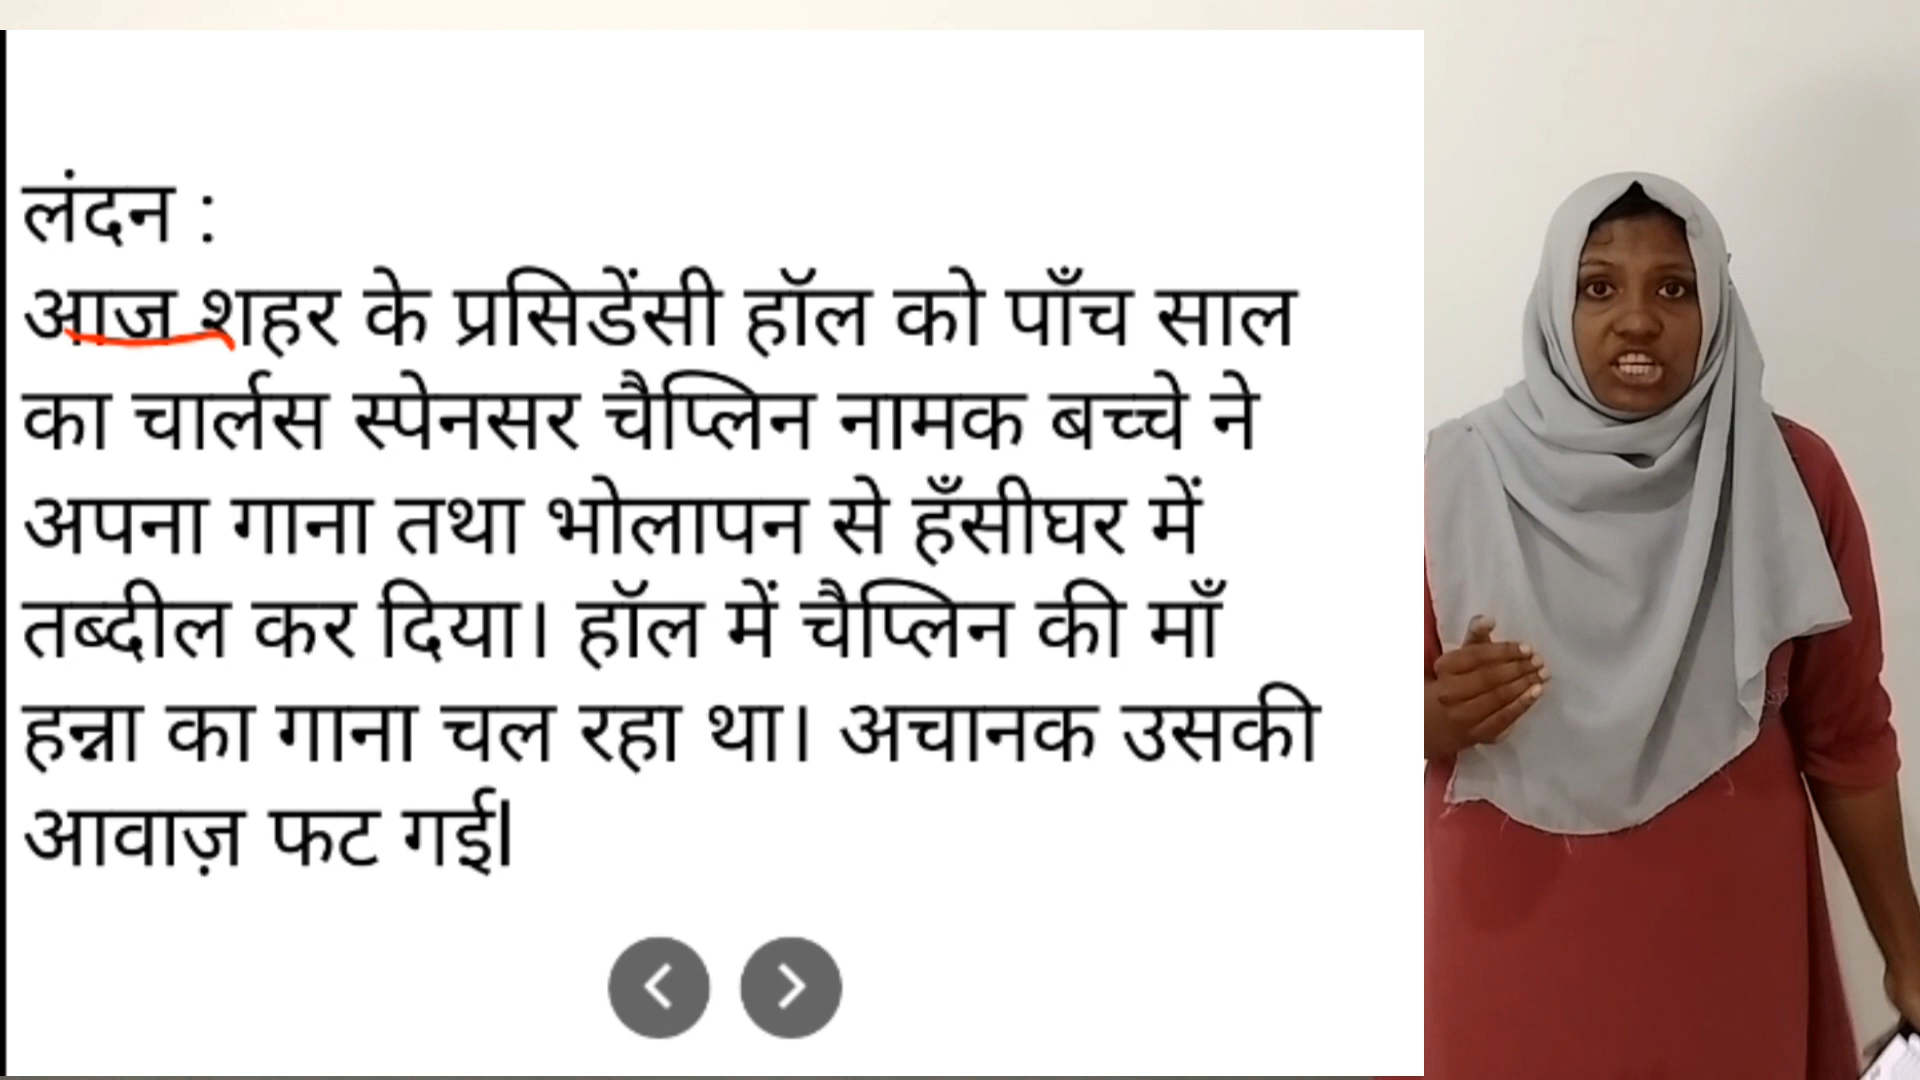 लंदन :
आज शहर के प्रसिडेंसी हॉल को पाँच साल
का चार्लस स्पेनसर चैप्लिन नामक बच्चे ने
अपना गाना तथा भोलापन से हँसीघर में
तब्दील कर दिया। हॉल में चैप्लिन की माँ
हन्ना का गाना चल रहा था। अचानक उसकी
आवाज़ फट गई।